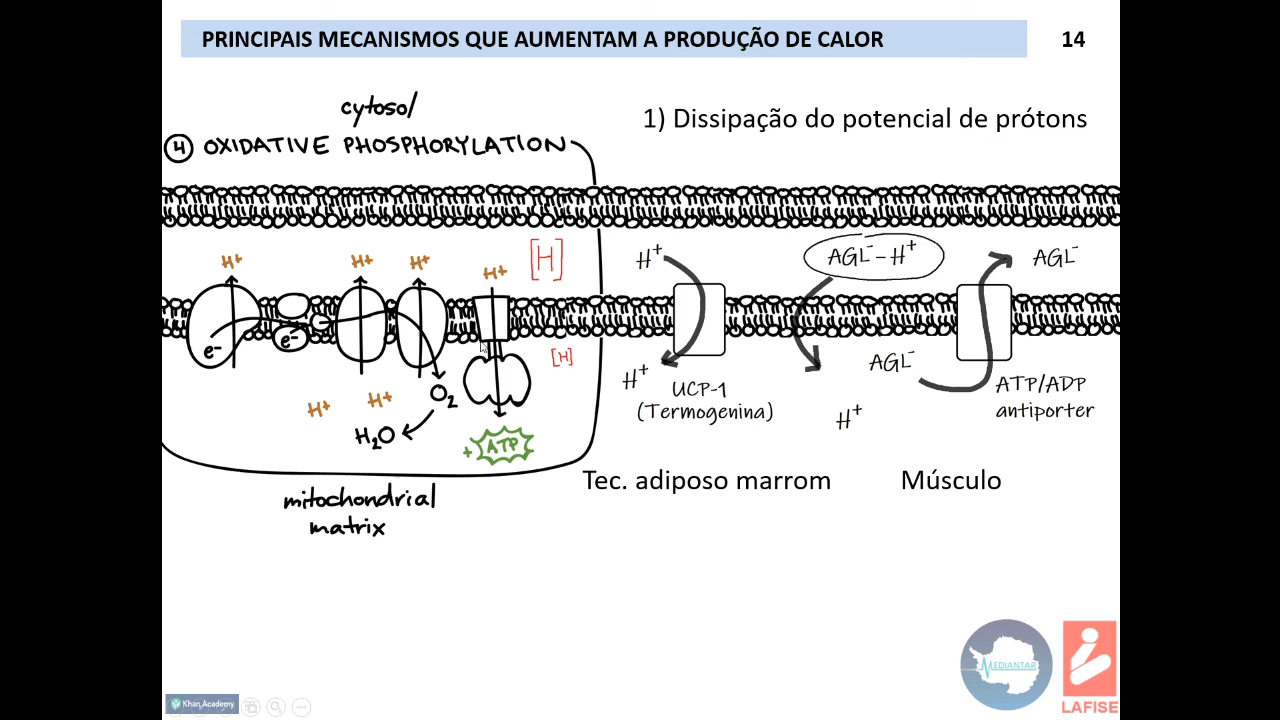 PRINCIPAIS MECANISMOS QUE AUMENTAM A PRODUÇÃO DE CALOR
14
cytosol
4 OXIDATIVE PHOSPHORYLATION
1) Dissipação do potencial de prótons
H+
H+
H+
H+
[H]
H+
AGL- – H+
AGL-
e-
e-
[H]
AGL-
H+
H+
O2
H+
UCP-1
(Termogenina)
H+
ATP/ADP
antiporter
H2O
+ ATP
Tec. adiposo marrom
Músculo
mitochondrial
matrix
MEDIANTAR
LAFISE
Khan Academy